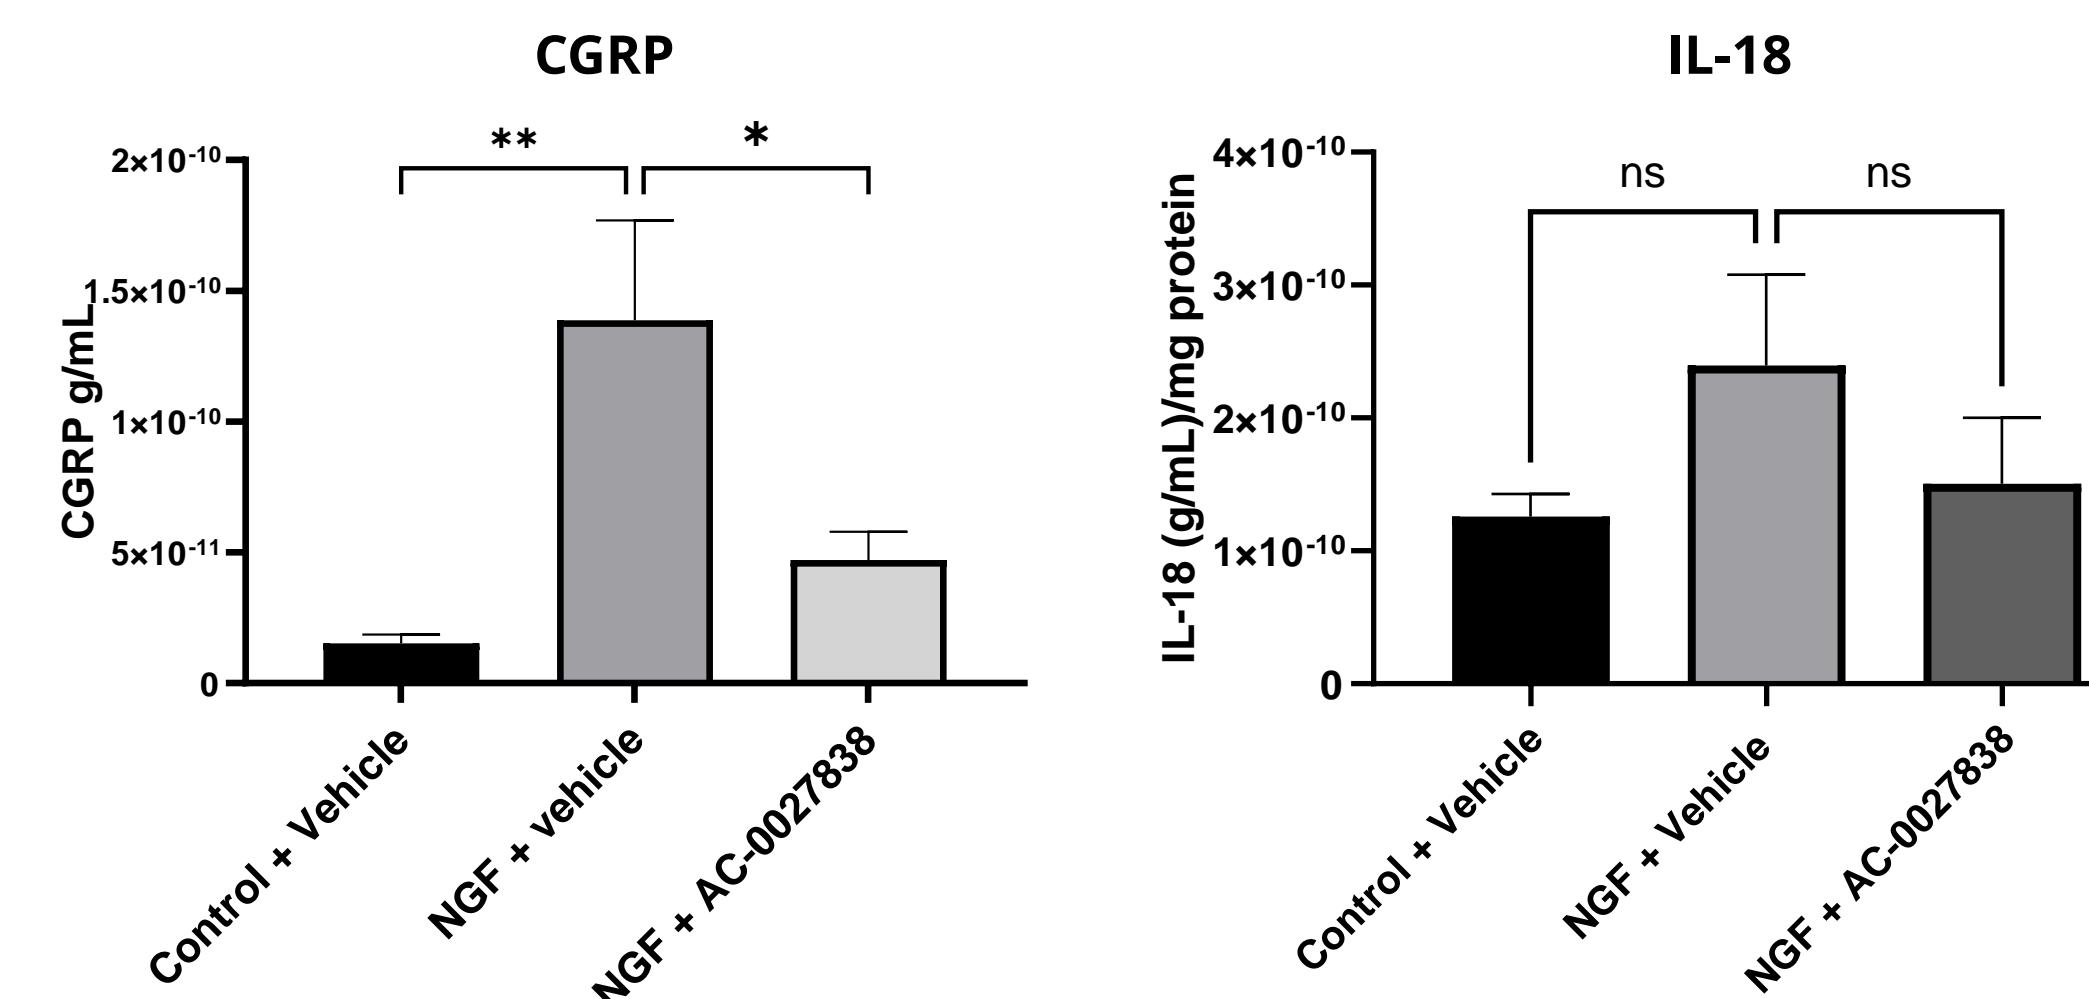 CGRP
** *
2×10⁻¹⁰
1.5×10⁻¹⁰
1×10⁻¹⁰
5×10⁻¹¹
0
CGRP g/mL
Control + Vehicle
NGF + vehicle
NGF + AC-0027838
IL-18
ns ns
4×10⁻¹⁰
3×10⁻¹⁰
2×10⁻¹⁰
1×10⁻¹⁰
0
IL-18 (g/mL)/mg protein
Control + Vehicle
NGF + Vehicle
NGF + AC-0027838